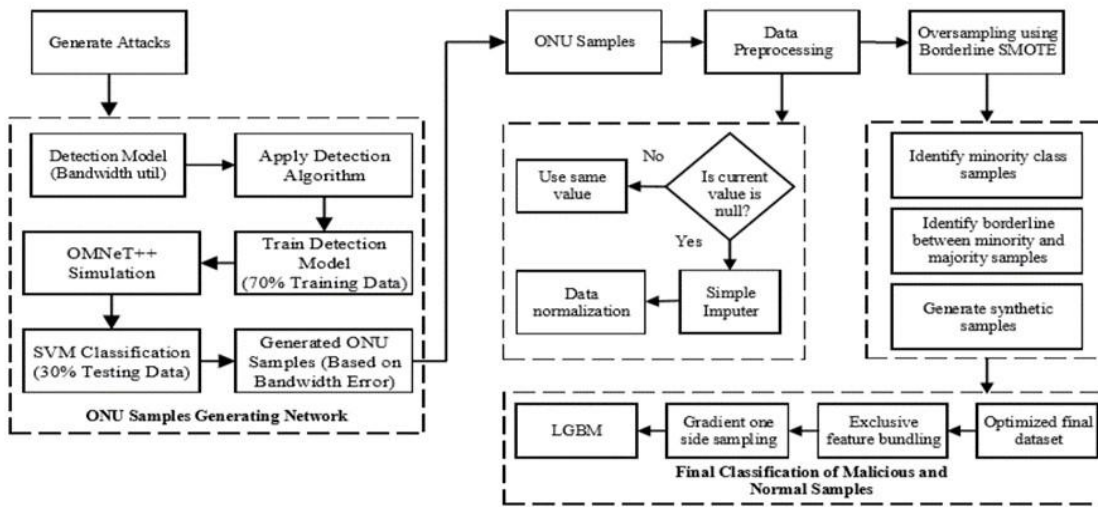 Generate Attacks
Detection Model
(Bandwidth util)
Apply Detection
Algorithm
OMNeT++
Simulation
Train Detection
Model
(70% Training Data)
SVM Classification
(30% Testing Data)
Generated ONU
Samples (Based on
Bandwidth Error)
ONU Samples Generating Network
ONU Samples
Data
Preprocessing
Oversampling using
Borderline SMOTE
No
Use same
value
Is current
value is
null?
Yes
Data
normalization
Simple
Imputer
Identify minority class
samples
Identify borderline
between minority and
majority samples
Generate synthetic
samples
LGBM
Gradient one
side sampling
Exclusive
feature bundling
Optimized final
dataset
Final Classification of Malicious and
Normal Samples